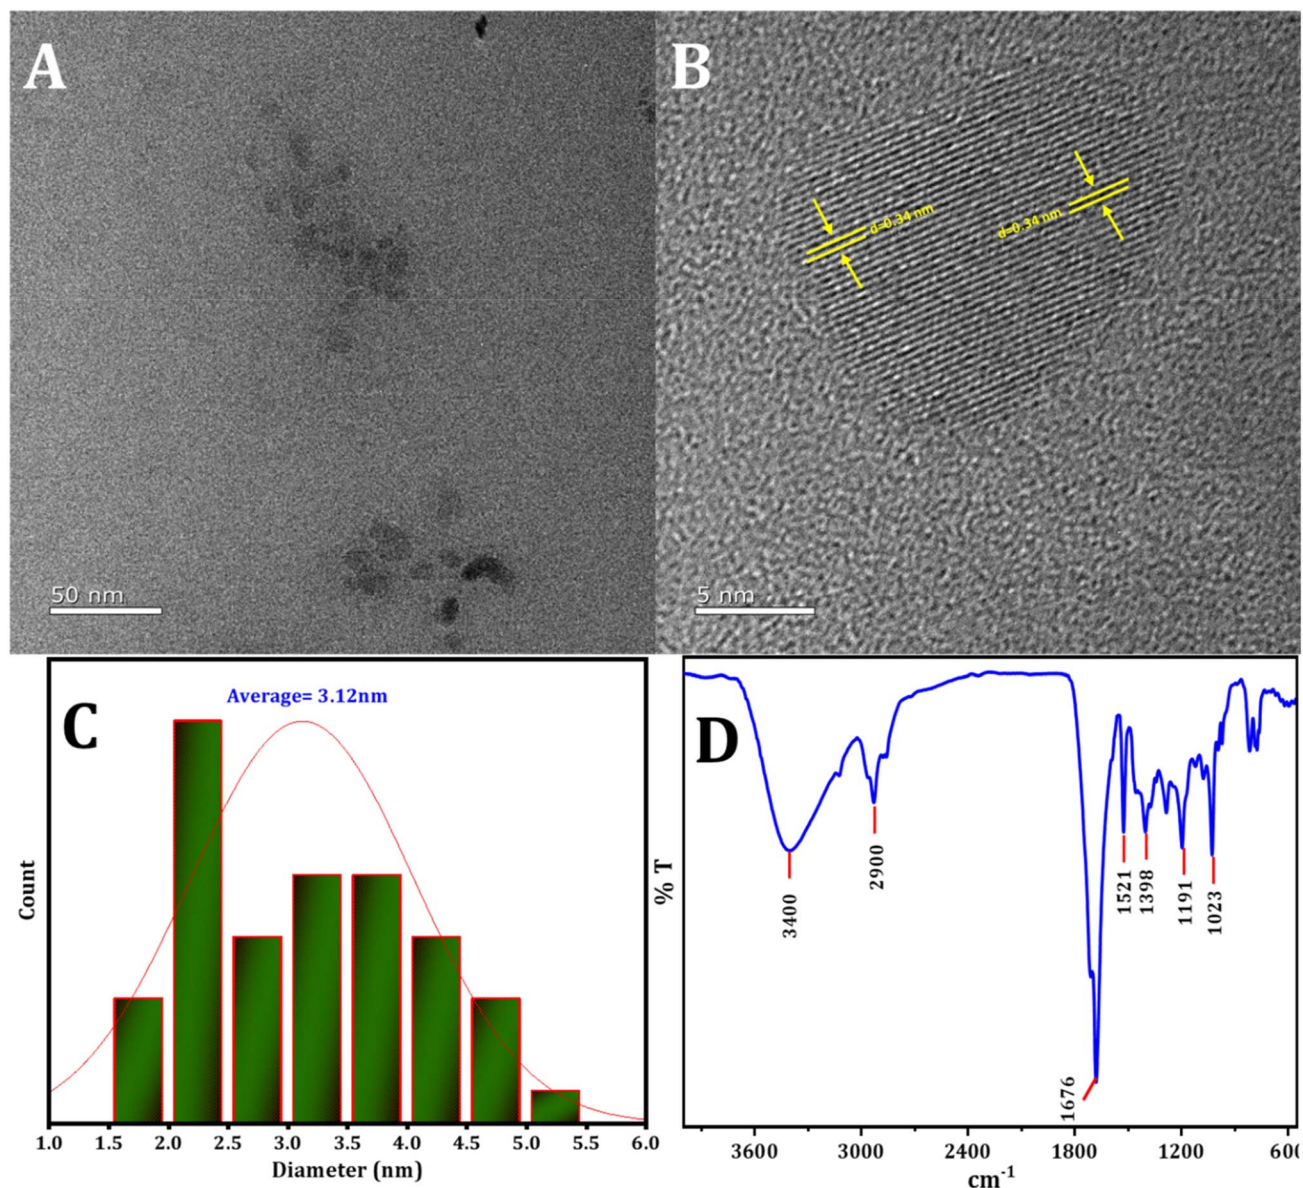 A
50 nm
B
d=0.34 nm
d=0.34 nm
5 nm
C
Average= 3.12nm
Count
1.0 1.5 2.0 2.5 3.0 3.5 4.0 4.5 5.0 5.5 6.0
Diameter (nm)
D
% T
3400
2900
1676
1521
1398
1191
1023
3600 3000 2400 1800 1200 600
cm-1